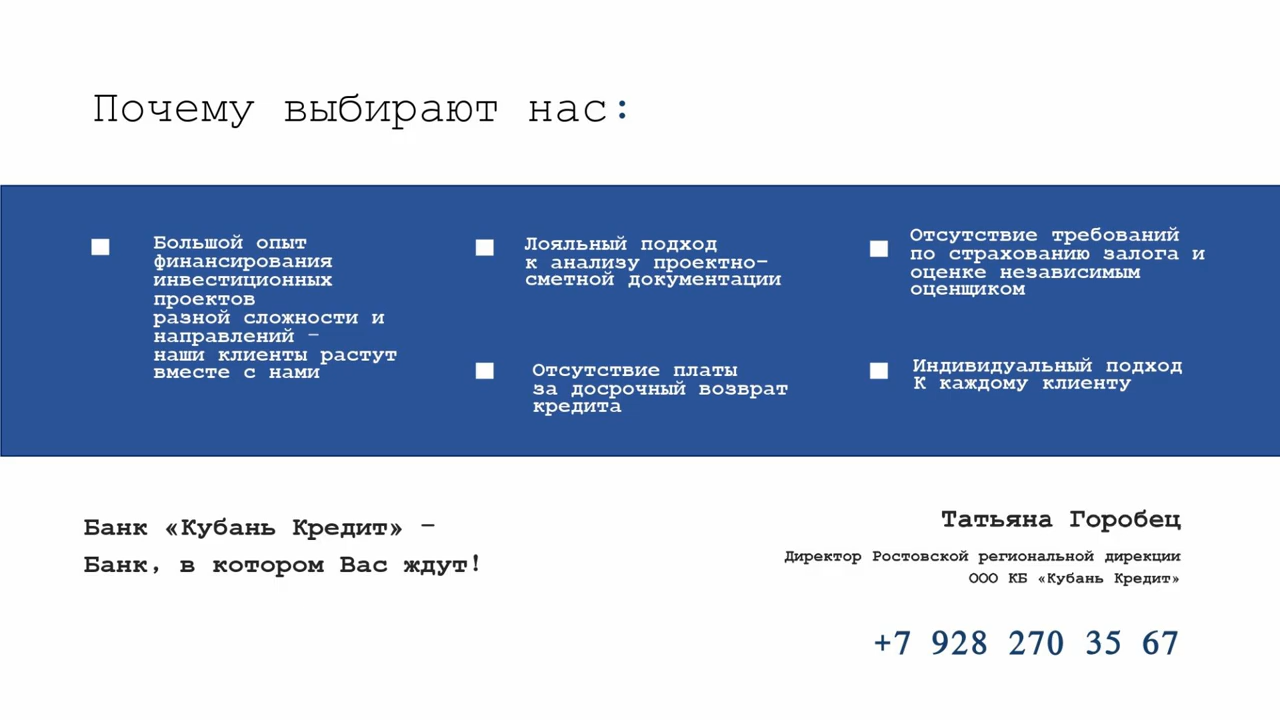 Почему выбирают нас:
Большой опыт
финансирования
инвестиционных
проектов
разной сложности и
направлений –
наши клиенты растут
вместе с нами
Лояльный подход
к анализу проектно-
сметной документации
Отсутствие платы
за досрочный возврат
кредита
Отсутствие требований
по страхованию залога и
оценке независимым
оценщиком
Индивидуальный подход
К каждому клиенту
Банк «Кубань Кредит» –
Банк, в котором Вас ждут!
Татьяна Горобец
Директор Ростовской региональной дирекции
ООО КБ «Кубань Кредит»
+7 928 270 35 67